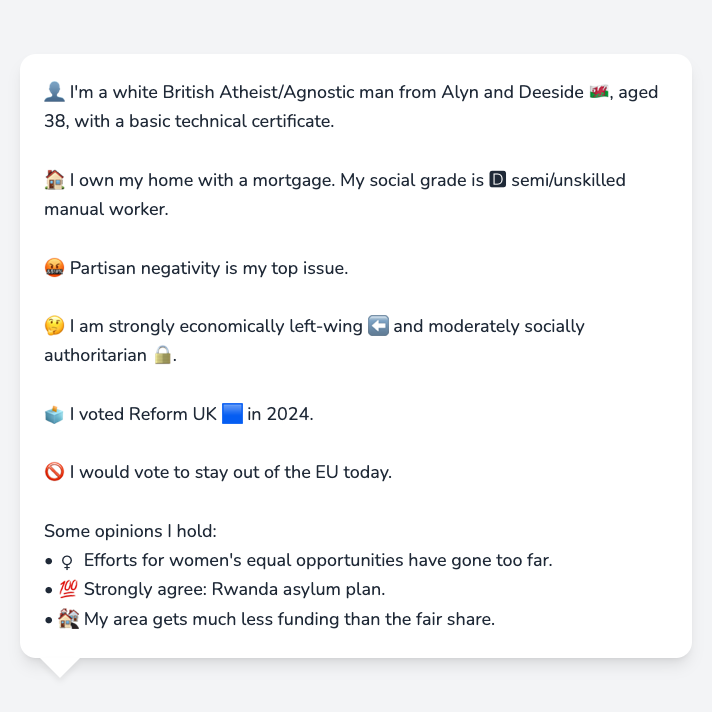 👤 I'm a white British Atheist/Agnostic man from Alyn and Deeside 🏴󠁧󠁢󠁷󠁬󠁳󠁿, aged
38, with a basic technical certificate.
🏠 I own my home with a mortgage. My social grade is 🅳 semi/unskilled
manual worker.
🤬 Partisan negativity is my top issue.
🤔 I am strongly economically left-wing ⬅️ and moderately socially
authoritarian 🔒.
🗳️ I voted Reform UK 🟦 in 2024.
🚫 I would vote to stay out of the EU today.
Some opinions I hold:
• ♀ Efforts for women's equal opportunities have gone too far.
• 💯 Strongly agree: Rwanda asylum plan.
• 🏘️ My area gets much less funding than the fair share.